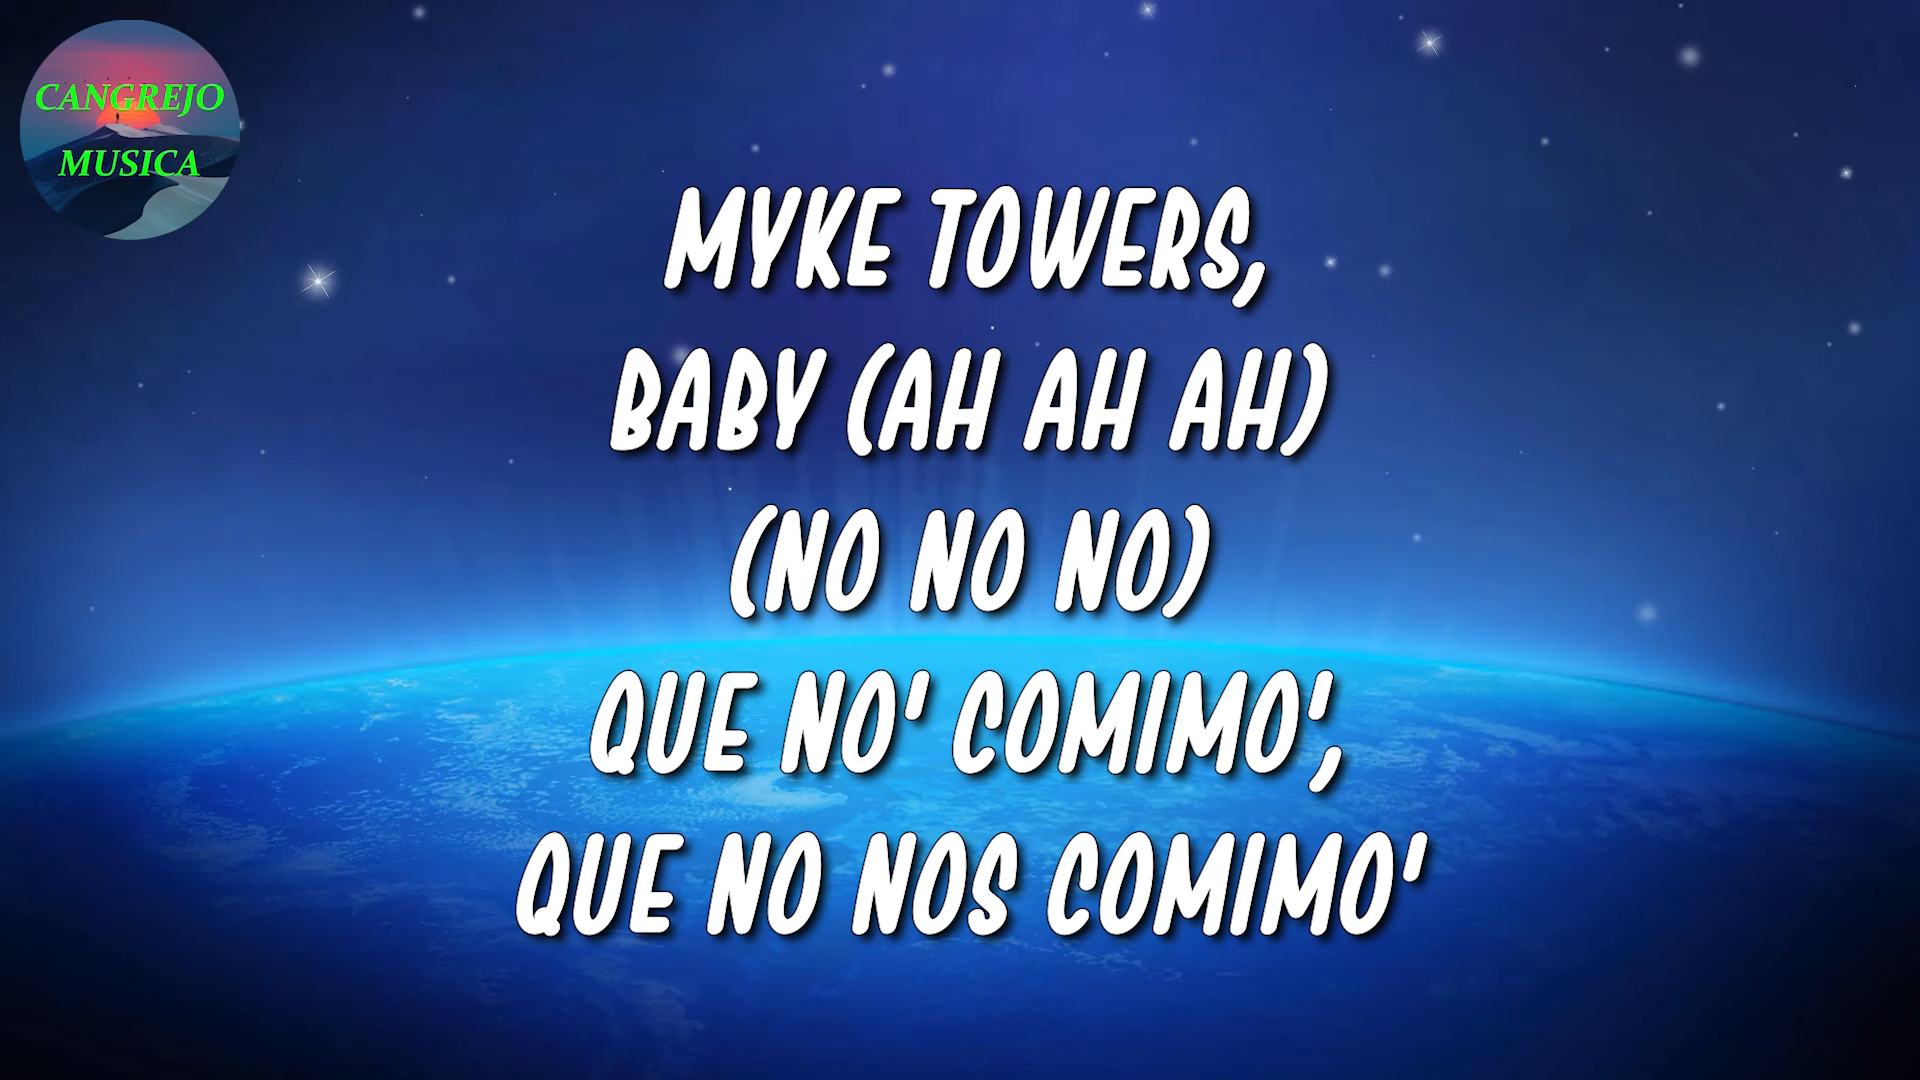 CANGREJO
MUSICA
MYKE TOWERS,
BABY (AH AH AH)
(NO NO NO)
QUE NO' COMIMO',
QUE NO NOS COMIMO'